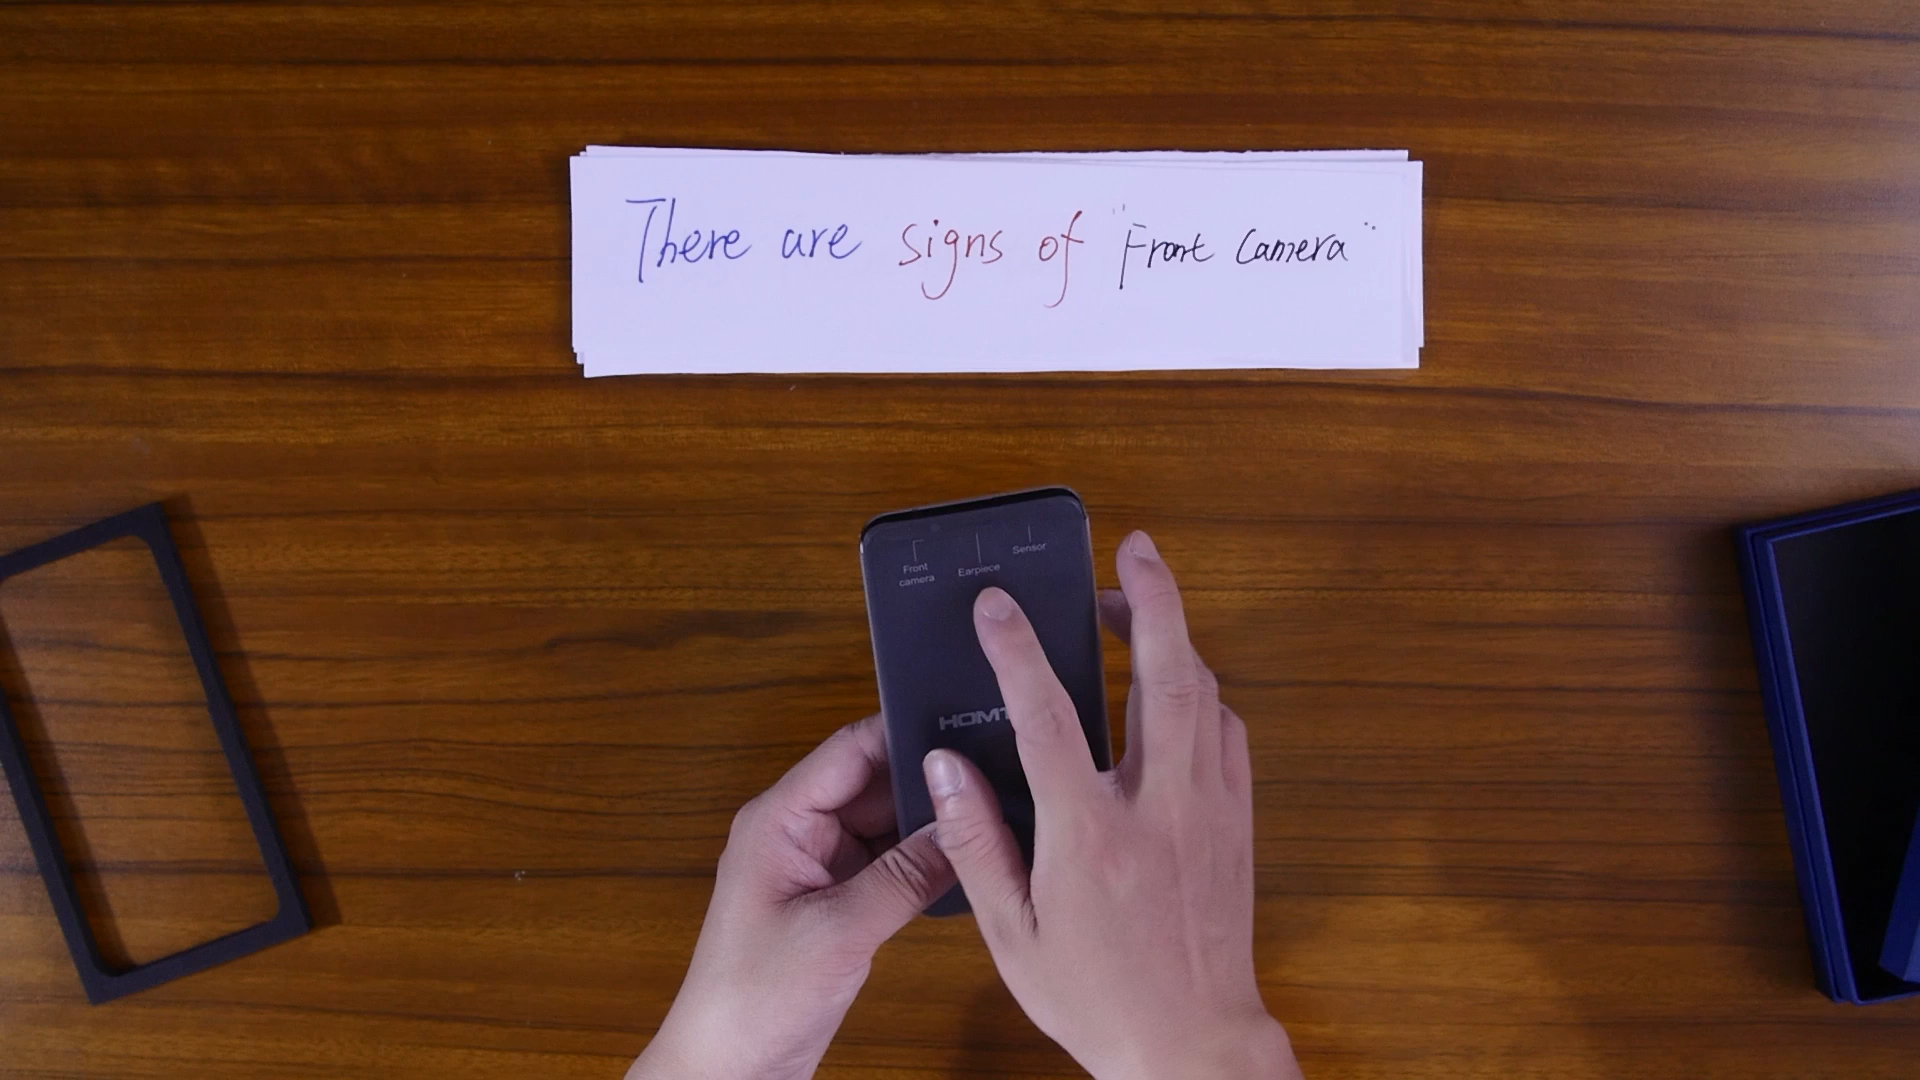 There are signs of "Front Camera"
Front camera
Earpiece
Sensor